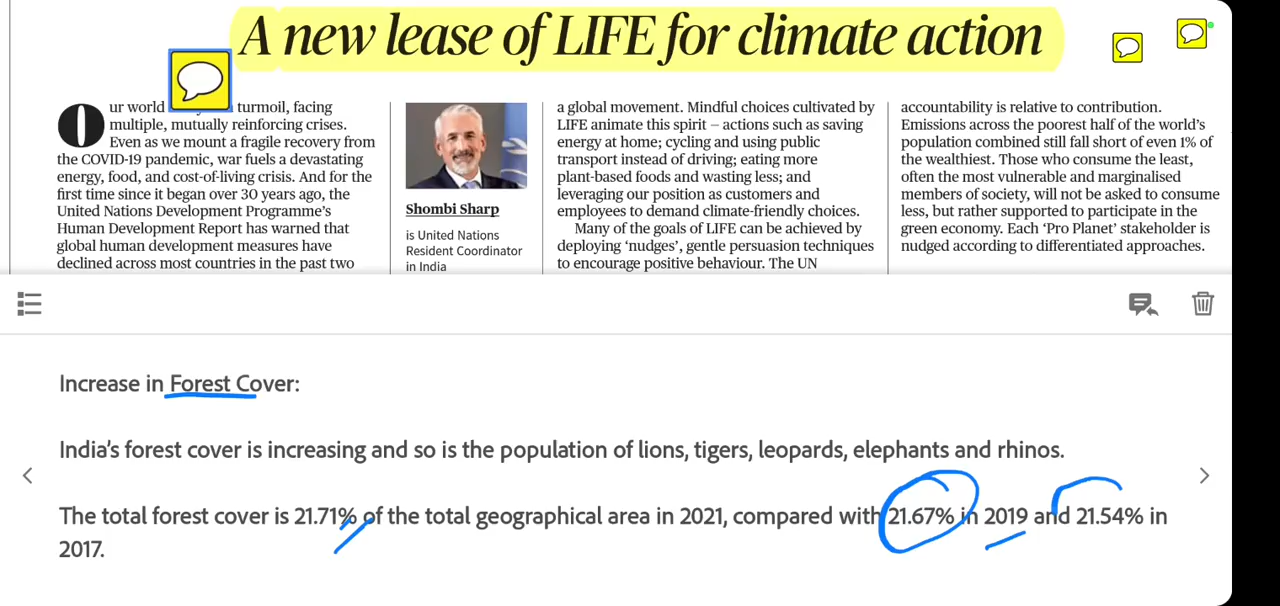 A new lease of LIFE for climate action
Our world turmoil, facing
multiple, mutually reinforcing crises.
Even as we mount a fragile recovery from
the COVID-19 pandemic, war fuels a devastating
energy, food, and cost-of-living crisis. And for the
first time since it began over 30 years ago, the
United Nations Development Programme’s
Human Development Report has warned that
global human development measures have
declined across most countries in the past two
Shombi Sharp
is United Nations
Resident Coordinator
in India
a global movement. Mindful choices cultivated by
LIFE animate this spirit – actions such as saving
energy at home; cycling and using public
transport instead of driving; eating more
plant-based foods and wasting less; and
leveraging our position as customers and
employees to demand climate-friendly choices.
Many of the goals of LIFE can be achieved by
deploying ‘nudges’, gentle persuasion techniques
to encourage positive behaviour. The UN
accountability is relative to contribution.
Emissions across the poorest half of the world’s
population combined still fall short of even 1% of
the wealthiest. Those who consume the least,
often the most vulnerable and marginalised
members of society, will not be asked to consume
less, but rather supported to participate in the
green economy. Each ‘Pro Planet’ stakeholder is
nudged according to differentiated approaches.
Increase in Forest Cover:
India’s forest cover is increasing and so is the population of lions, tigers, leopards, elephants and rhinos.
The total forest cover is 21.71% of the total geographical area in 2021, compared with 21.67% in 2019 and 21.54% in
2017.